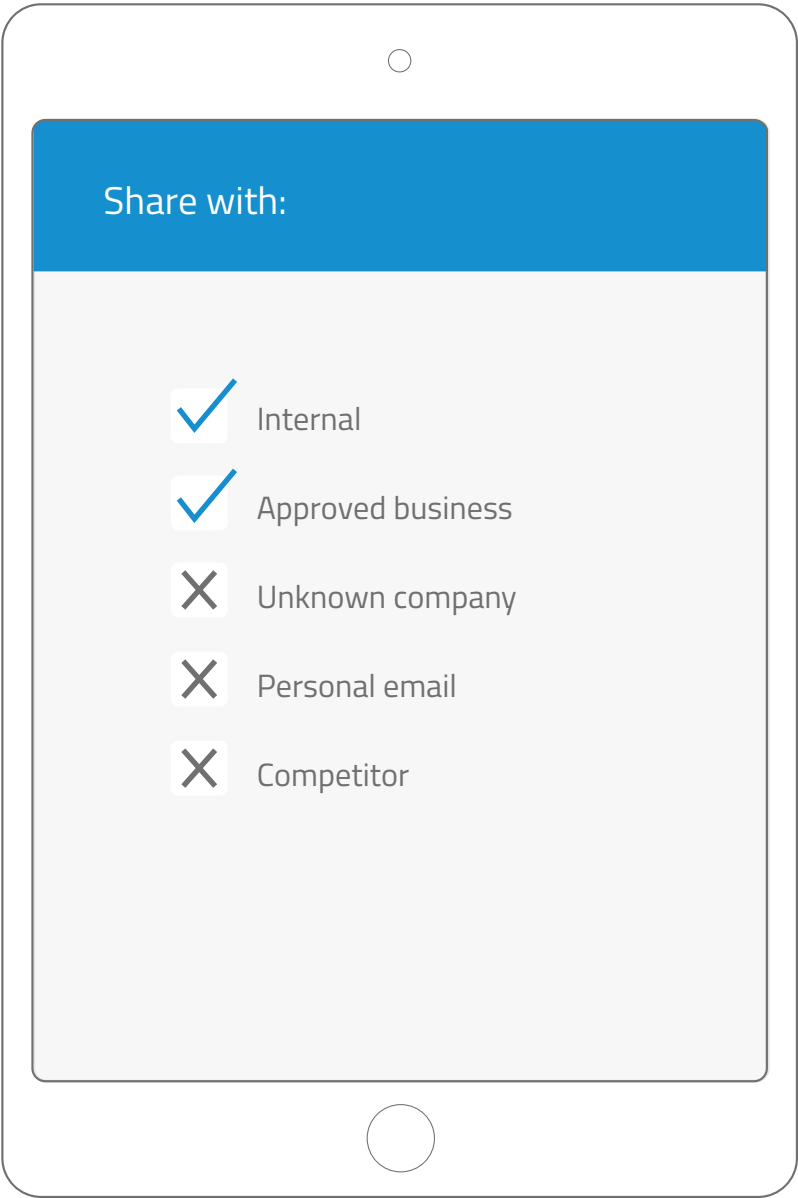 Share with:
Internal
Approved business
Unknown company
Personal email
Competitor